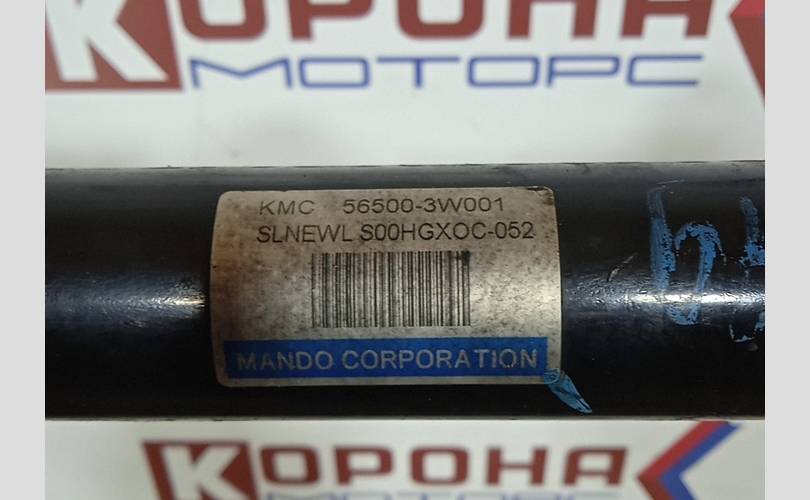 КОРОНА
МОТОРС
KMC 56500-3W001
SLNEWL S00HGXOC-052
MANDO CORPORATION
КОРОНА